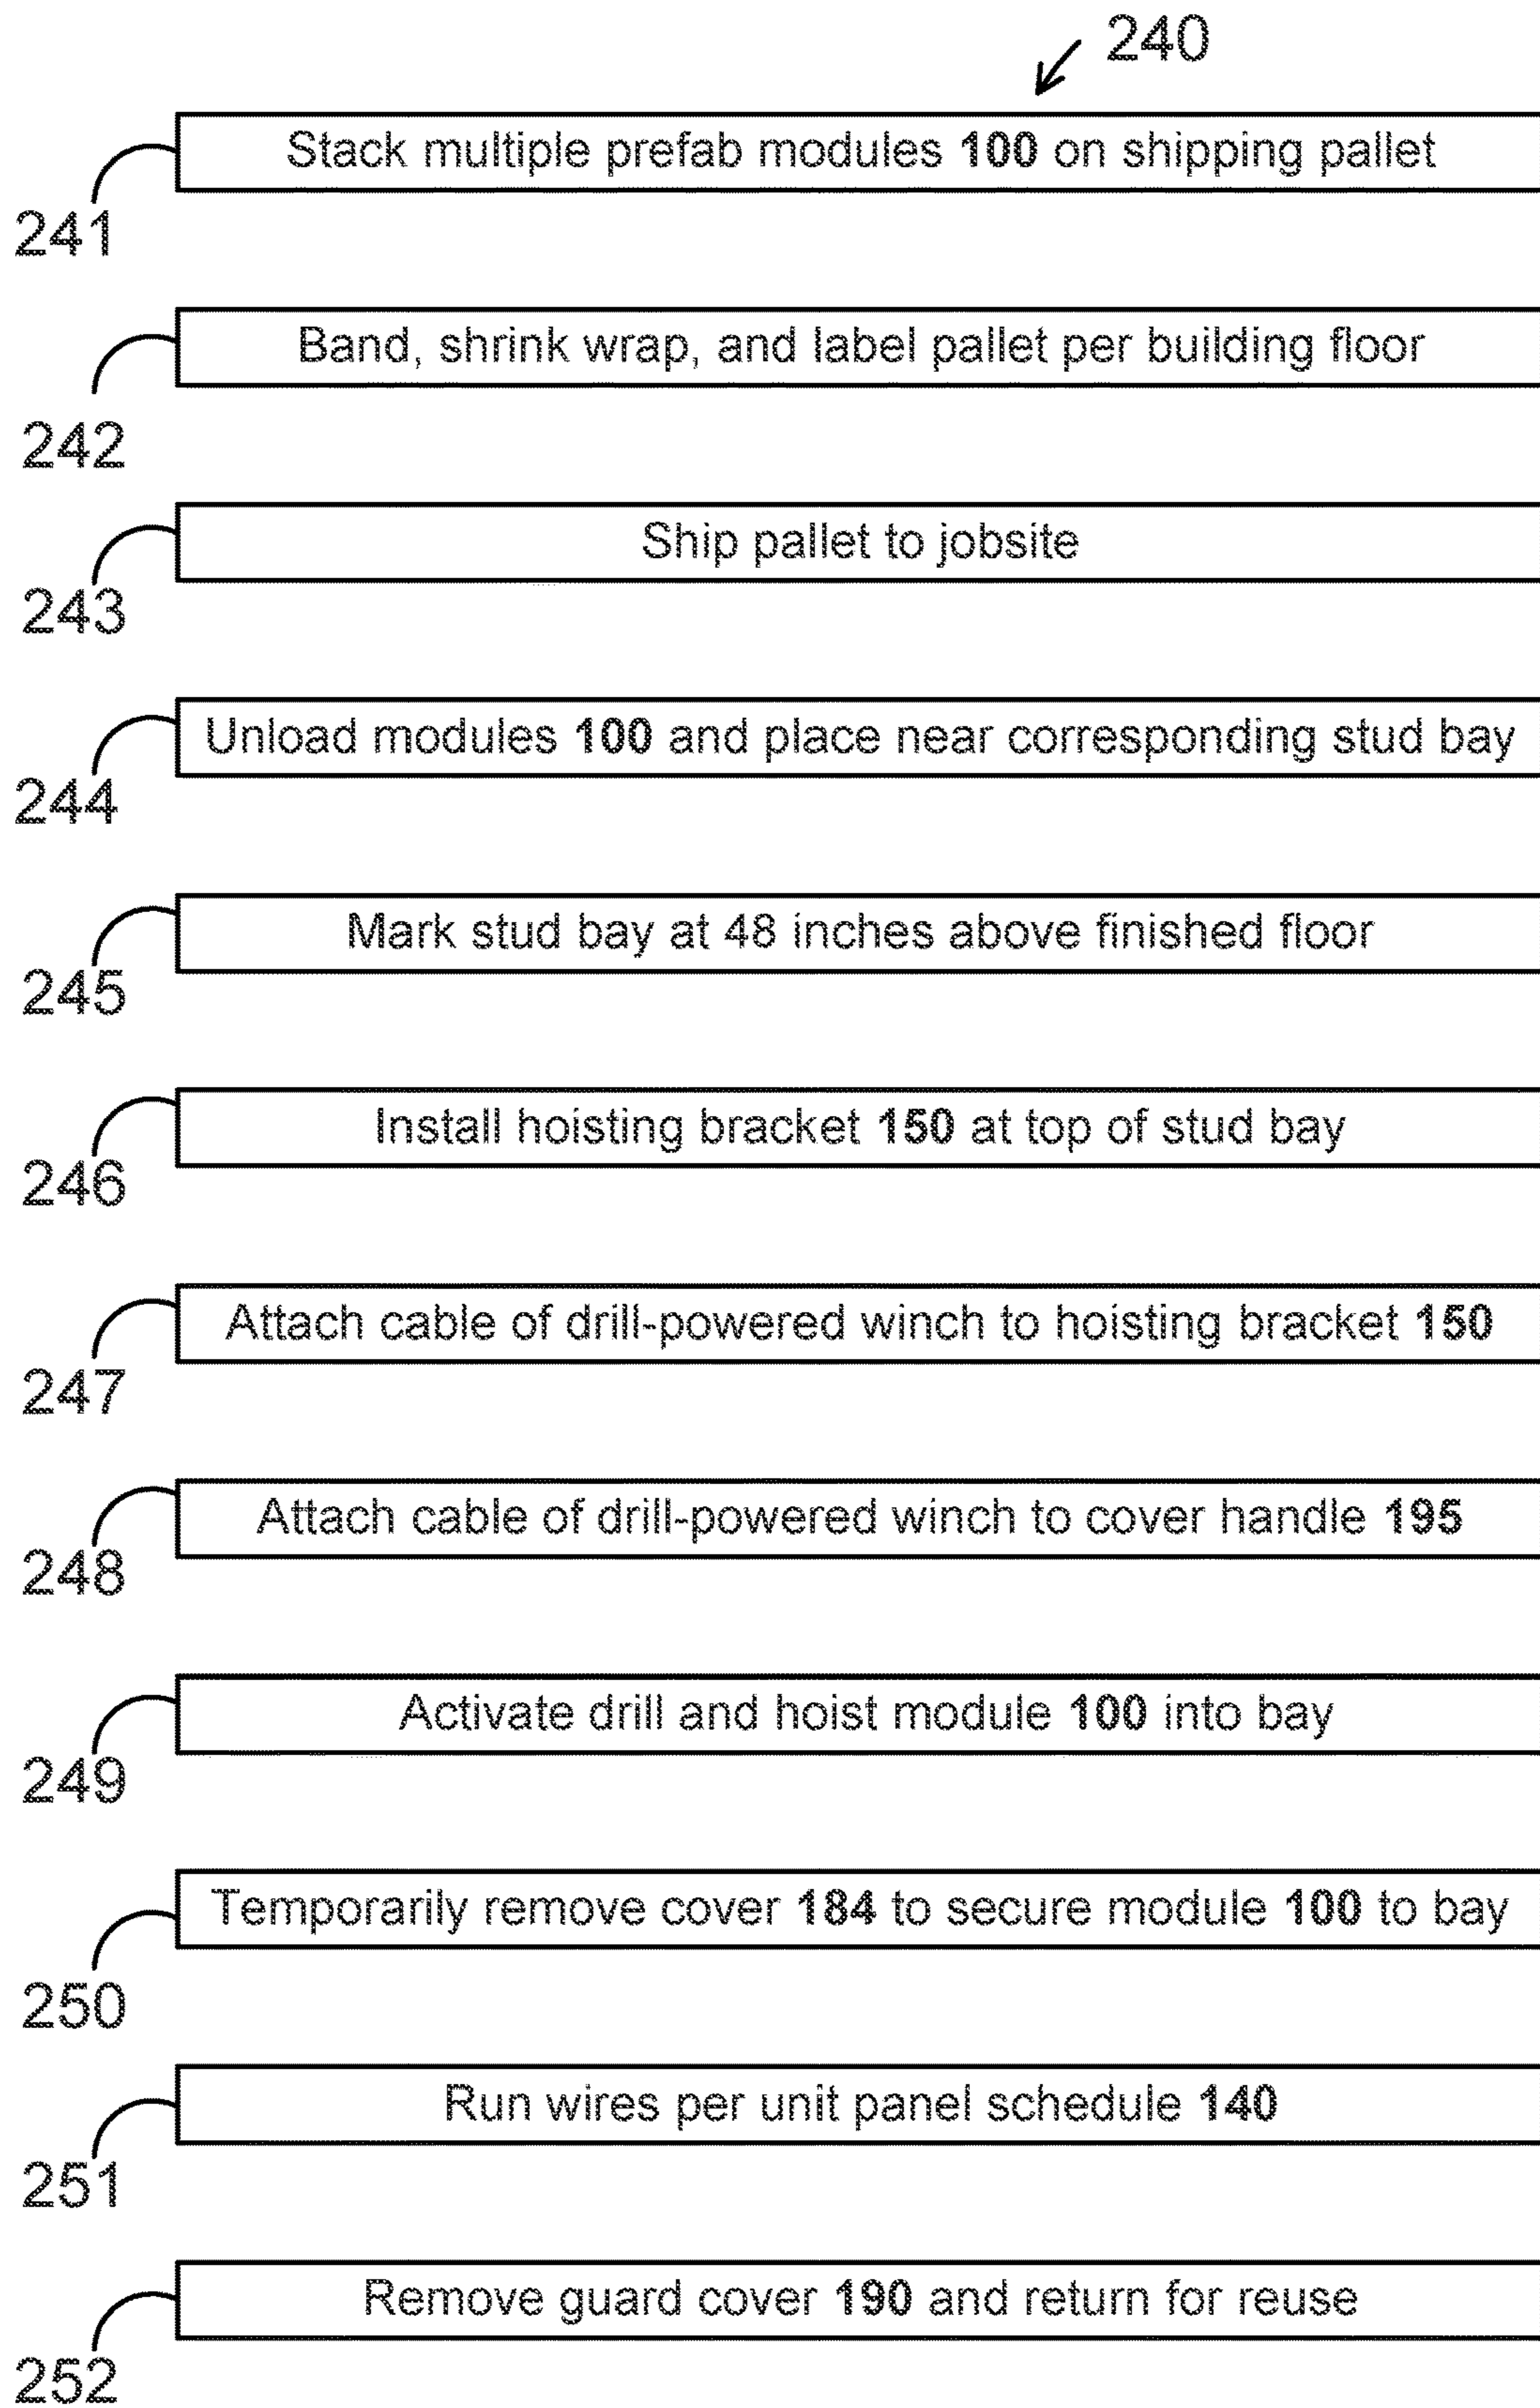 240
Stack multiple prefab modules 100 on shipping pallet
241
Band, shrink wrap, and label pallet per building floor
242
Ship pallet to jobsite
243
Unload modules 100 and place near corresponding stud bay
244
Mark stud bay at 48 inches above finished floor
245
Install hoisting bracket 150 at top of stud bay
246
Attach cable of drill-powered winch to hoisting bracket 150
247
Attach cable of drill-powered winch to cover handle 195
248
Activate drill and hoist module 100 into bay
249
Temporarily remove cover 184 to secure module 100 to bay
250
Run wires per unit panel schedule 140
251
Remove guard cover 190 and return for reuse
252